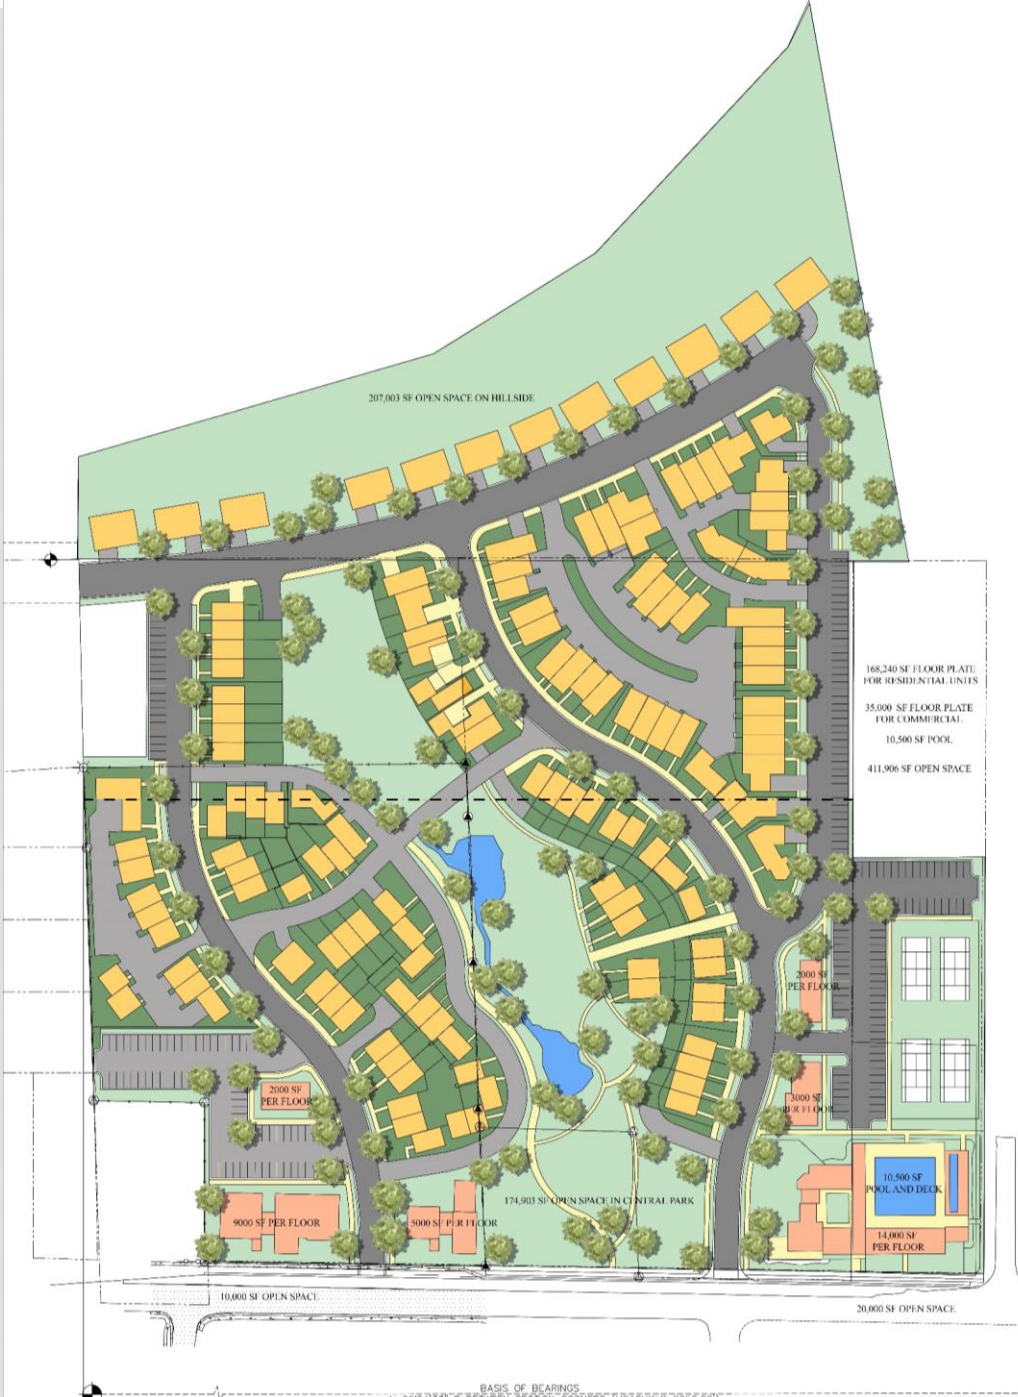 207,003 SF OPEN SPACE ON HILLSIDE
168,240 SF FLOOR PLATE
FOR RESIDENTIAL UNITS
35,000 SF FLOOR PLATE
FOR COMMERCIAL
10,500 SF POOL
411,906 SF OPEN SPACE
2000 SF
PER FLOOR
2000 SF
PER FLOOR
3000 SF
PER FLOOR
10,500 SF
POOL AND DECK
174,903 SF OPEN SPACE IN CENTRAL PARK
9000 SF PER FLOOR
5000 SF PER FLOOR
14,000 SF
PER FLOOR
10,000 SF OPEN SPACE
20,000 SF OPEN SPACE
BASIS OF BEARINGS